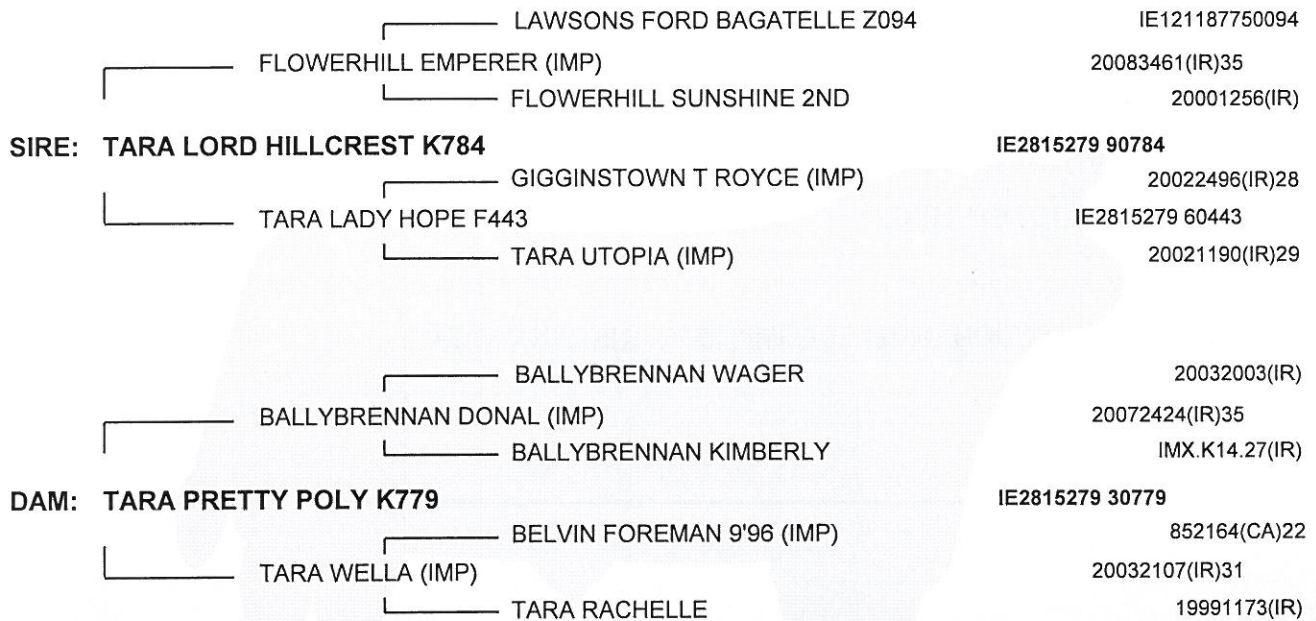 LAWSONS FORD BAGATELLE Z094 IE121187750094
FLOWERHILL EMPERER (IMP) 20083461(IR)35
FLOWERHILL SUNSHINE 2ND 20001256(IR)
SIRE: TARA LORD HILLCREST K784 IE2815279 90784
GIGGINSTOWN T ROYCE (IMP) 20022496(IR)28
TARA LADY HOPE F443 IE2815279 60443
TARA UTOPIA (IMP) 20021190(IR)29
BALLYBRENNAN WAGER 20032003(IR)
BALLYBRENNAN DONAL (IMP) 20072424(IR)35
BALLYBRENNAN KIMBERLY IMX.K14.27(IR)
DAM: TARA PRETTY POLY K779 IE2815279 30779
BELVIN FOREMAN 9'96 (IMP) 852164(CA)22
TARA WELLA (IMP) 20032107(IR)31
TARA RACHELLE 19991173(IR)